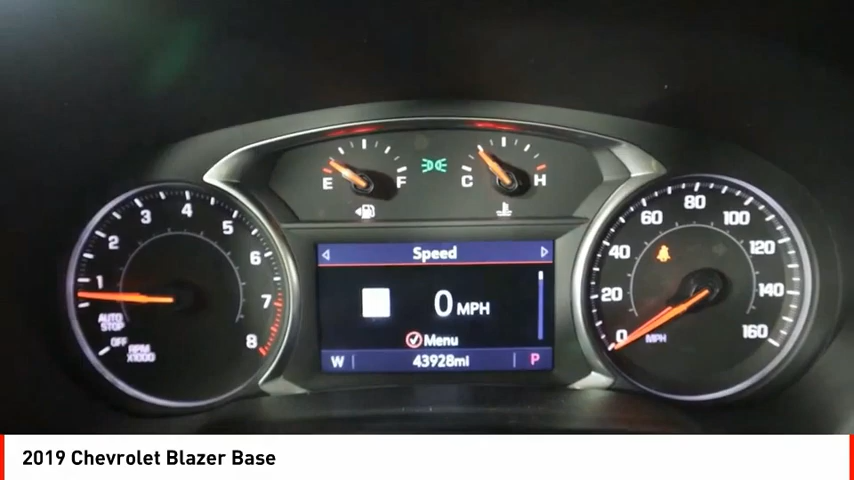 E F C H
1 2 3 4 5 6 7 8
AUTO
STOP
OFF
RPM
X1000
Speed
0 MPH
Menu
W 43928mi P
0 20 40 60 80 100 120 140 160
MPH
2019 Chevrolet Blazer Base